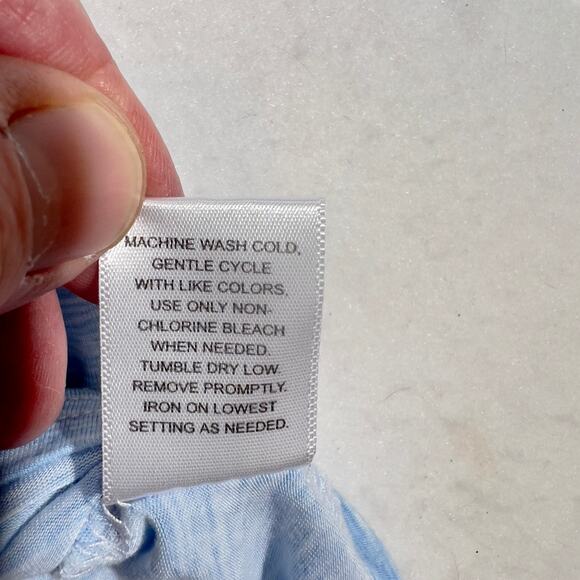 MACHINE WASH COLD,
GENTLE CYCLE
WITH LIKE COLORS,
USE ONLY NON-
CHLORINE BLEACH
WHEN NEEDED.
TUMBLE DRY LOW.
REMOVE PROMPTLY.
IRON ON LOWEST
SETTING AS NEEDED.